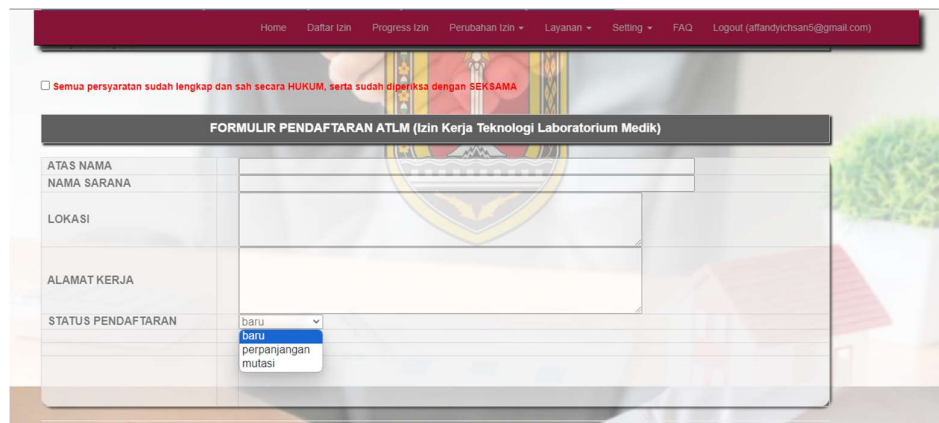 Home Daftar Izin Progress Izin Perubahan Izin Layanan Setting FAQ Logout (affandyichsan5@gmail.com)
Semua persyaratan sudah lengkap dan sah secara HUKUM, serta sudah diperiksa dengan SEKSAMA
FORMULIR PENDAFTARAN ATLM (Izin Kerja Teknologi Laboratorium Medik)
ATAS NAMA
NAMA SARANA
LOKASI
ALAMAT KERJA
STATUS PENDAFTARAN baru
baru
perpanjangan
mutasi